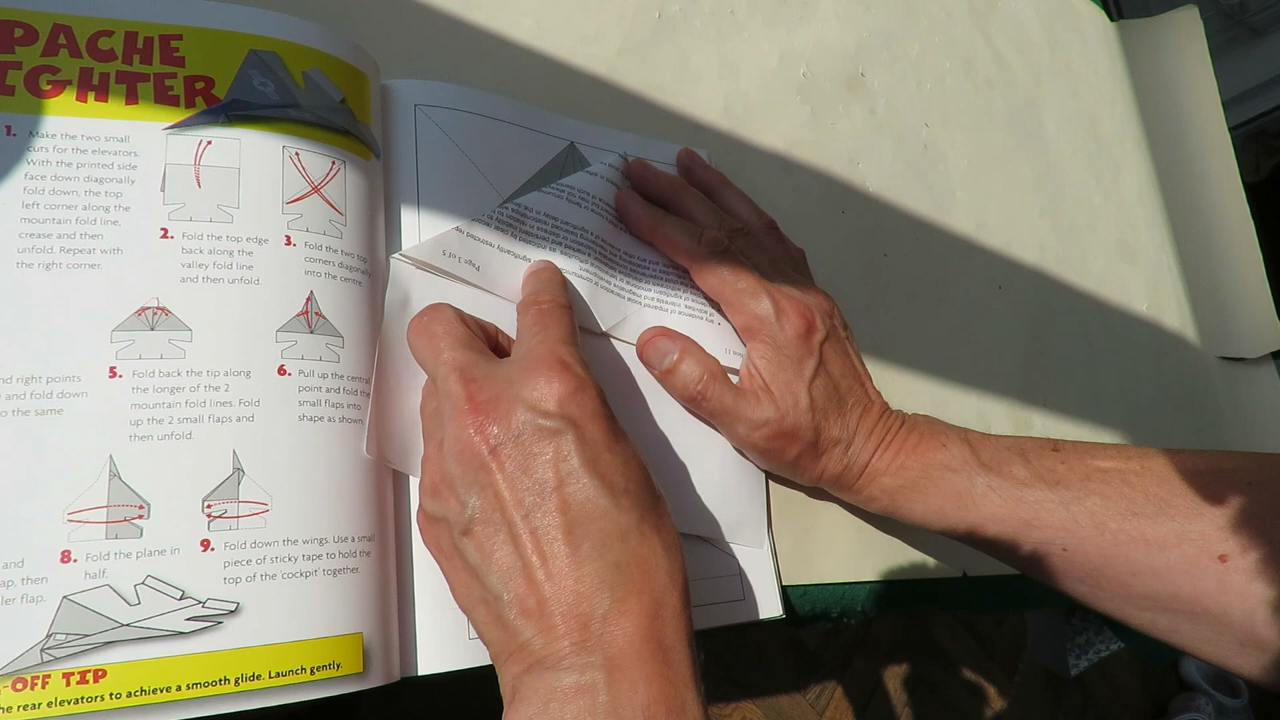 PACHE
IGHTER
1. Make the two small
cuts for the elevators.
With the printed side
face down diagonally
fold down, the top
left corner along the
mountain fold line,
crease and then
unfold. Repeat with
the right corner.
2. Fold the top edge
back along the
valley fold line
and then unfold.
3. Fold the two top
corners diagonally
into the centre.
nd right points
and fold down
o the same
5. Fold back the tip along
the longer of the 2
mountain fold lines. Fold
up the 2 small flaps and
then unfold.
6. Pull up the central
point and fold the
small flaps into
shape as shown.
and
ap, then
ler flap.
8. Fold the plane in
half.
9. Fold down the wings. Use a small
piece of sticky tape to hold the
top of the 'cockpit' together.
-OFF TIP
he rear elevators to achieve a smooth glide. Launch gently.
Page 3 of 5
significantly restricted